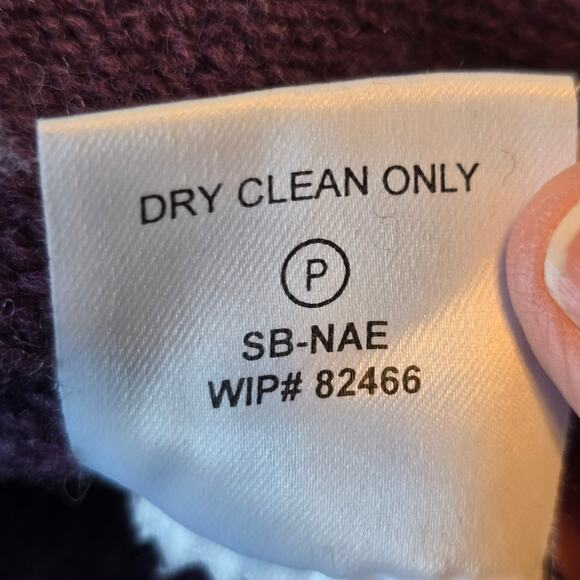 DRY CLEAN ONLY
P
SB-NAE
WIP# 82466